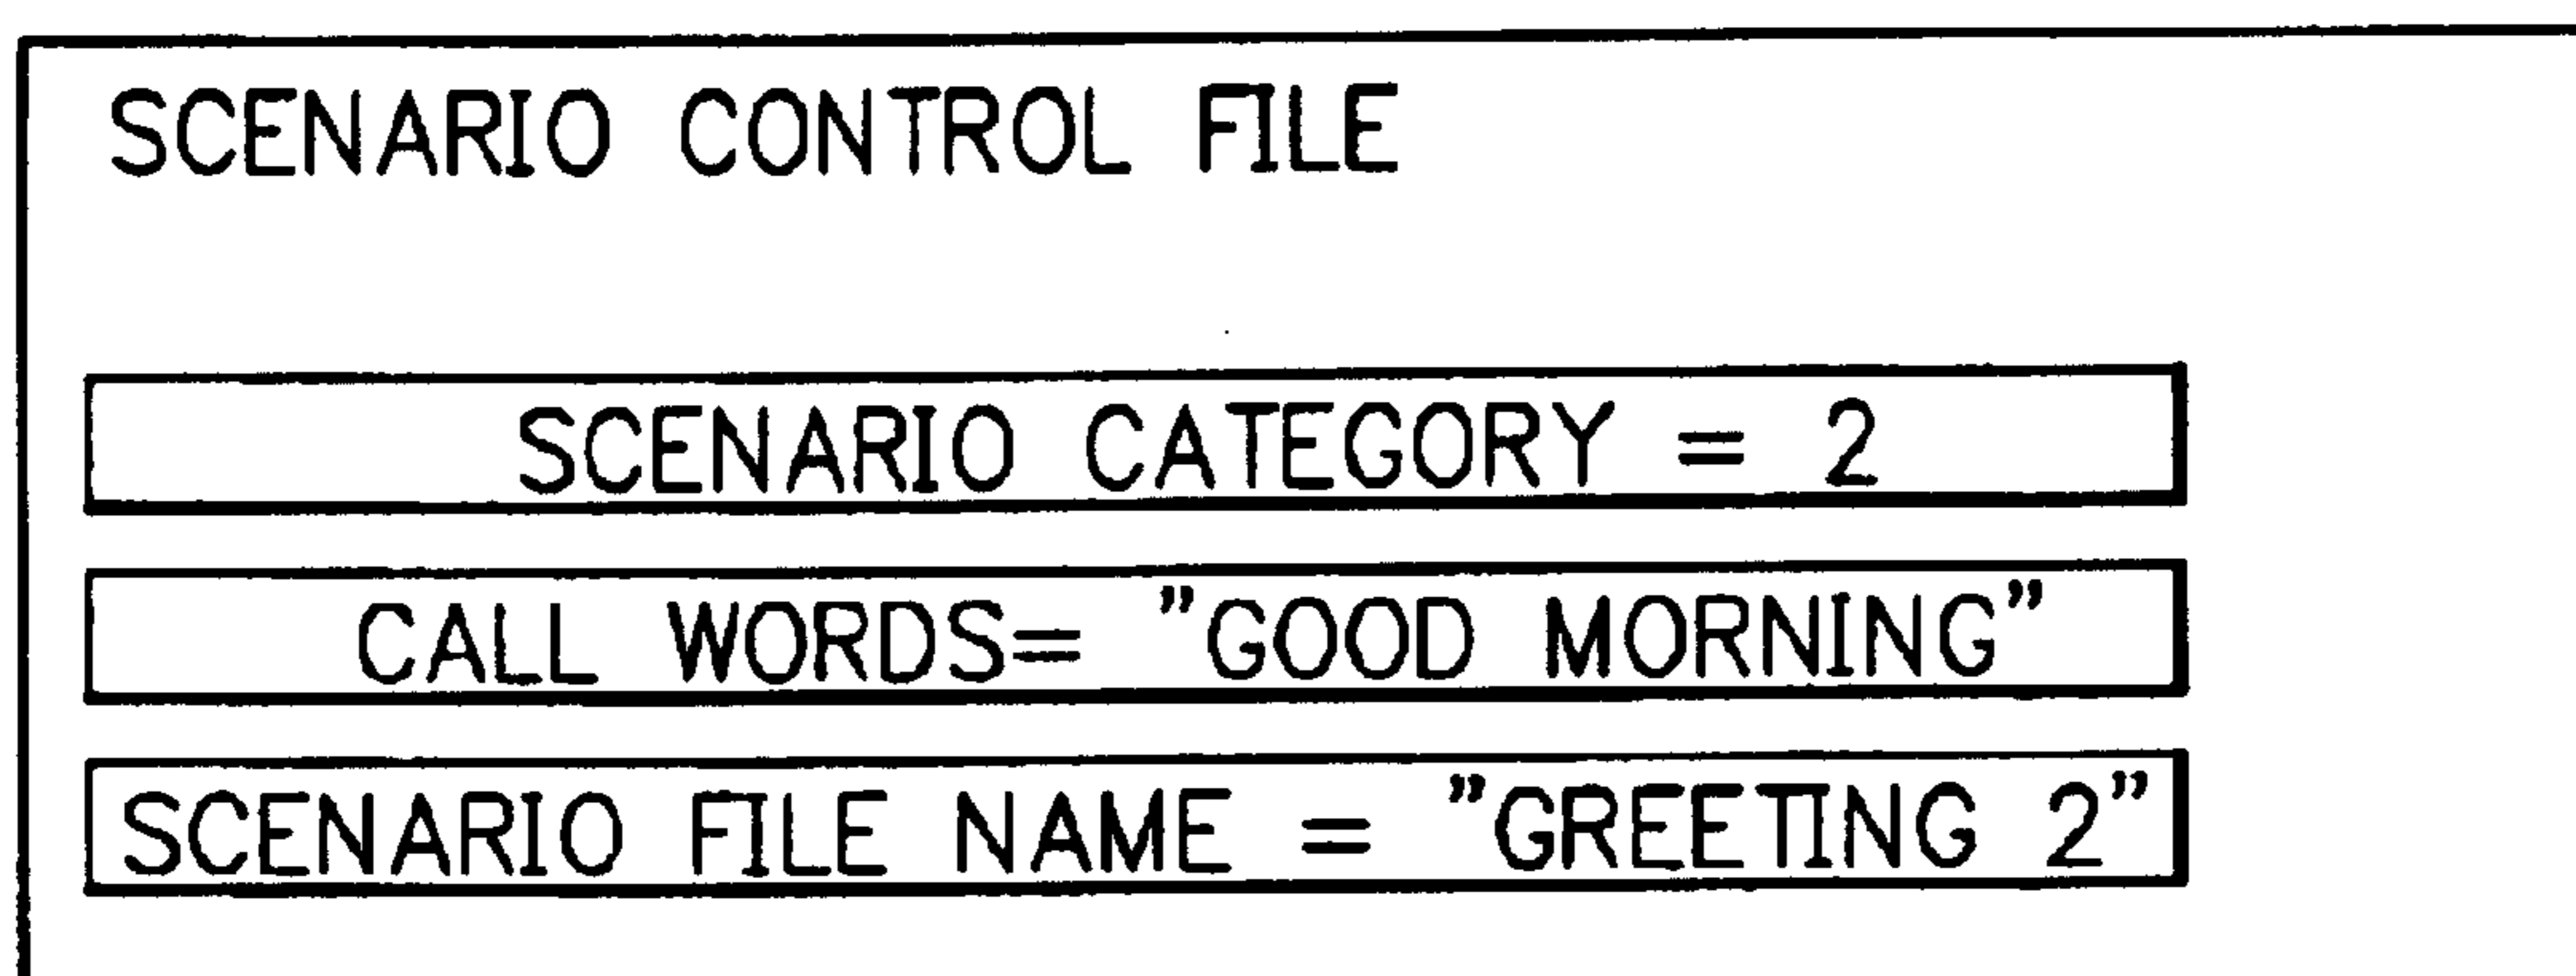 SCENARIO CONTROL FILE
SCENARIO CATEGORY = 2
CALL WORDS= ”GOOD MORNING”
SCENARIO FILE NAME = ”GREETING 2”